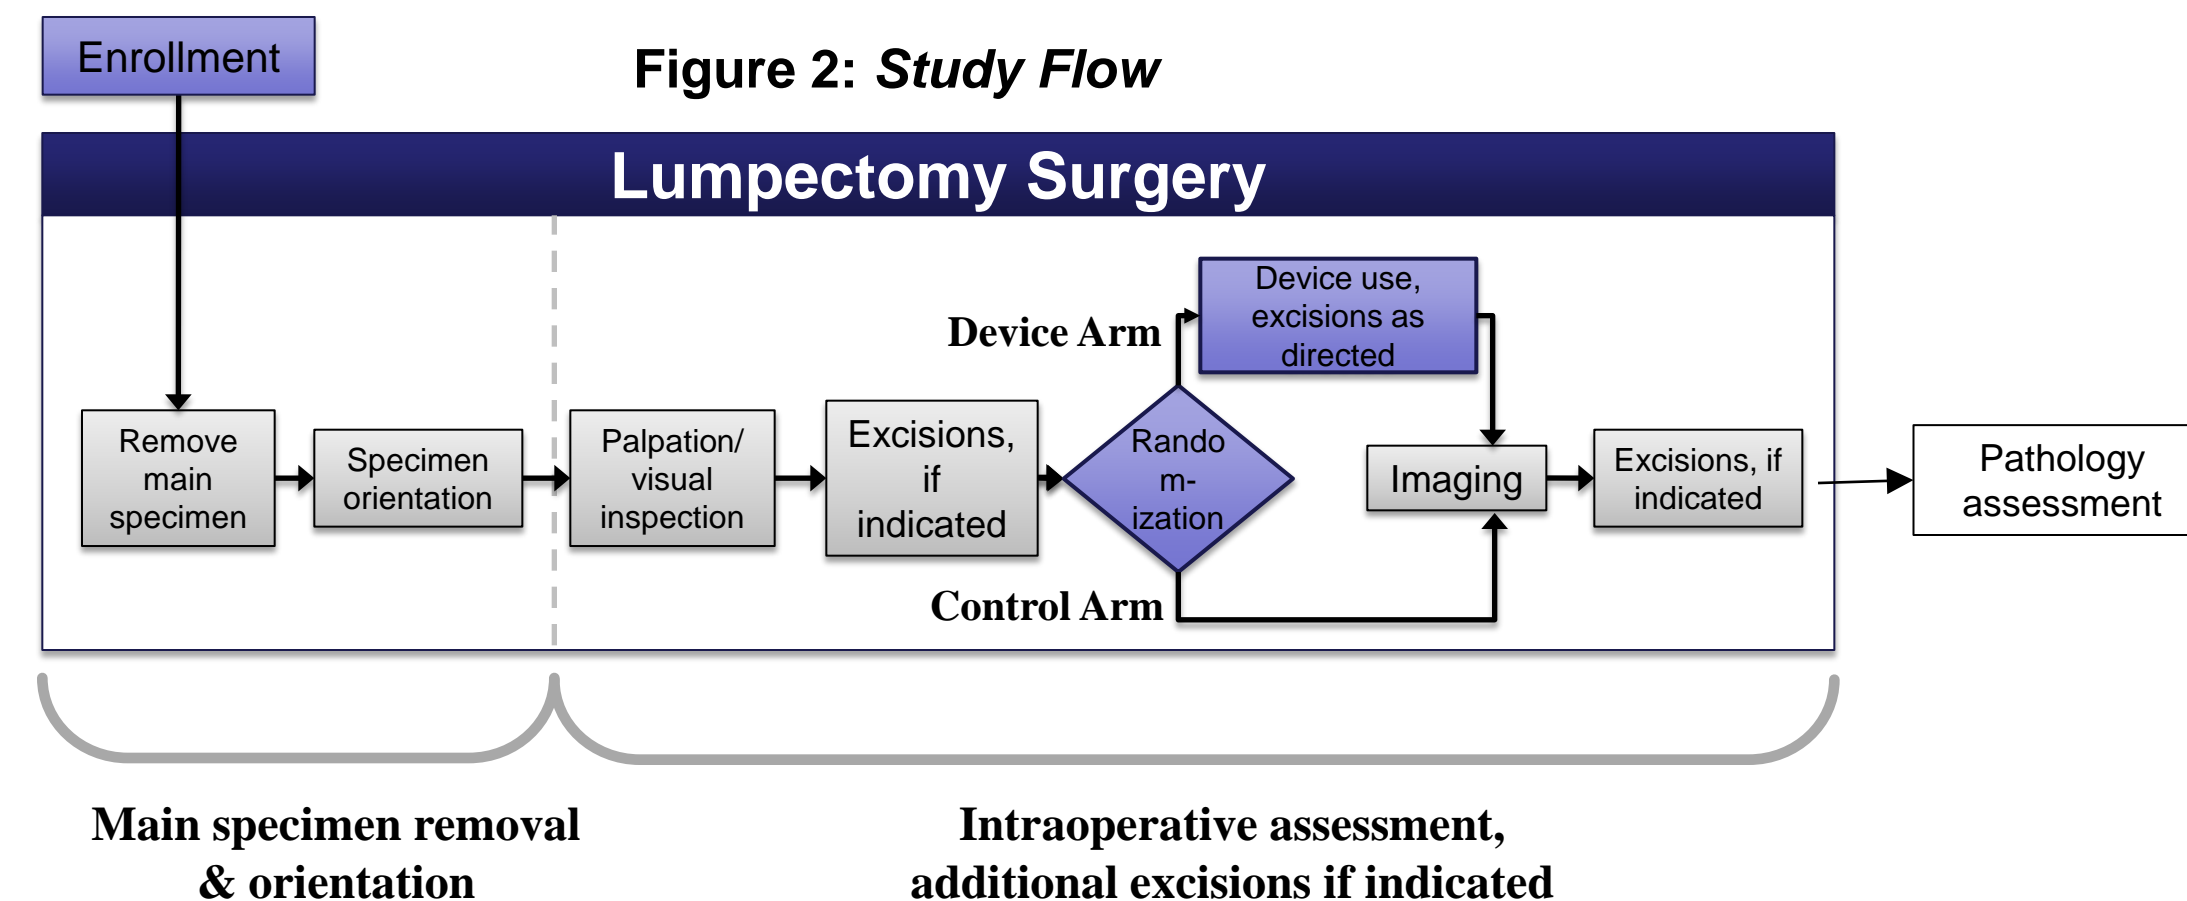 Enrollment
Figure 2: Study Flow
Lumpectomy Surgery
Remove
main
specimen
Specimen
orientation
Palpation/
visual
inspection
Excisions,
if
indicated
Rando
m-
ization
Device Arm
Device use,
excisions as
directed
Control Arm
Imaging
Excisions, if
indicated
Pathology
assessment
Main specimen removal
& orientation
Intraoperative assessment,
additional excisions if indicated